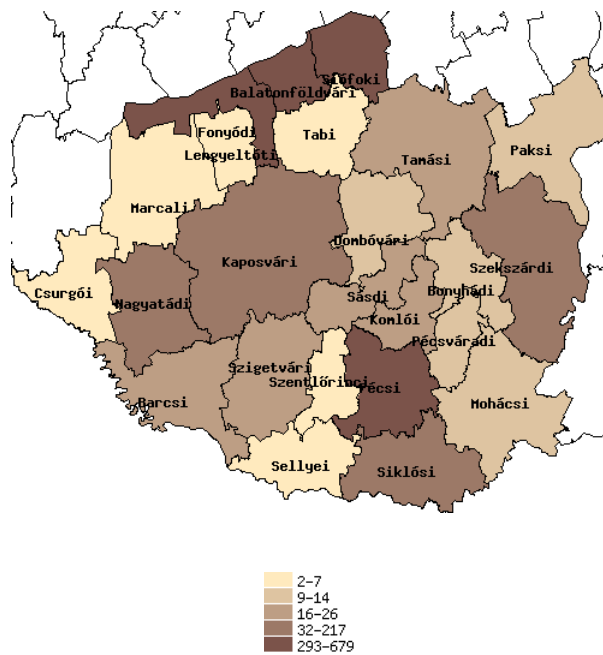 Siófoki
Balatonföldvári
Fonyódi
Tabi
Lengyeltóti
Tamási
Paksi
Marcali
Dombóvári
Kaposvári
Szekszárdi
Csurgói
Nagyatádi
Sásdi
Bonyhádi
Komlói
Pécsváradi
Szigetvári
Szentlőrinci
Pécsi
Barcsi
Mohácsi
Sellyei
Siklósi
2-7
9-14
16-26
32-217
293-679